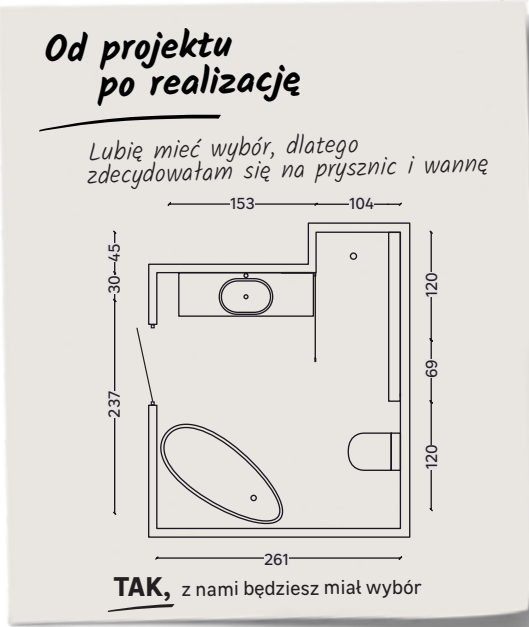 Od projektu
po realizację
Lubię mieć wybór, dlatego
zdecydowałam się na prysznic i wannę
153 104
45
30
120
69
237
120
261
TAK, z nami będziesz miał wybór